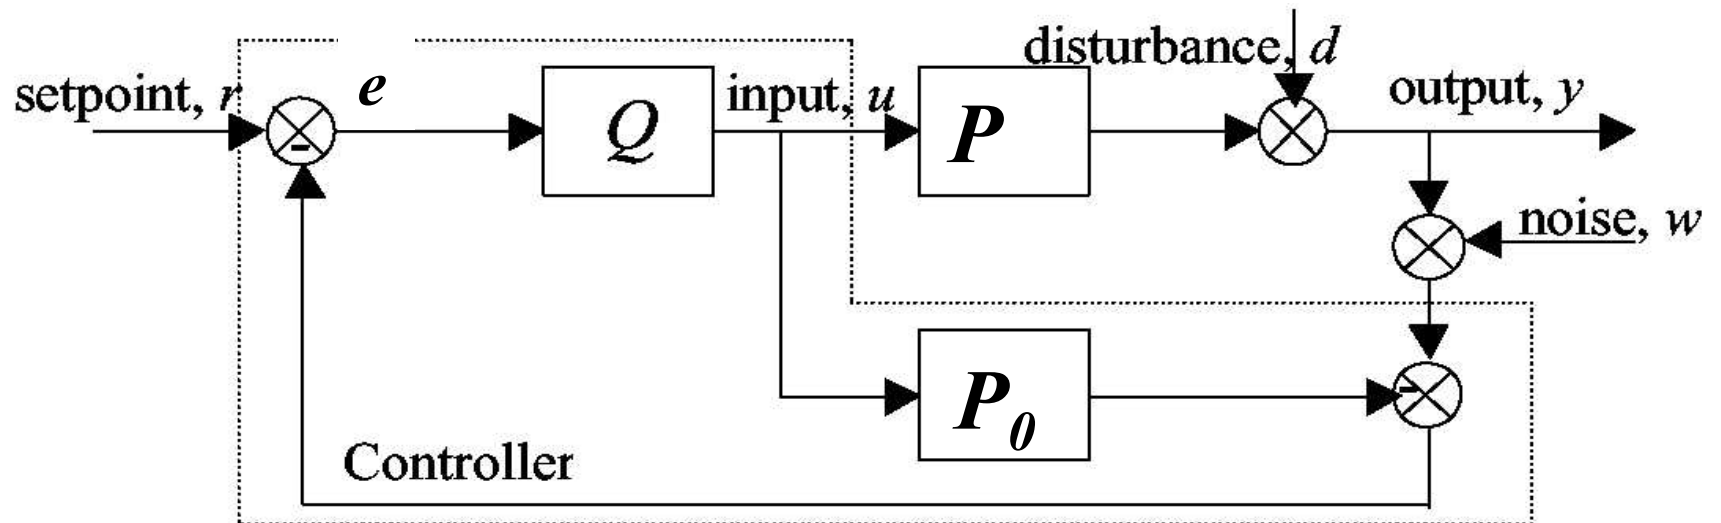 disturbance, d
setpoint, r
e
Q
input, u
P
output, y
-
noise, w
P0
-
Controller